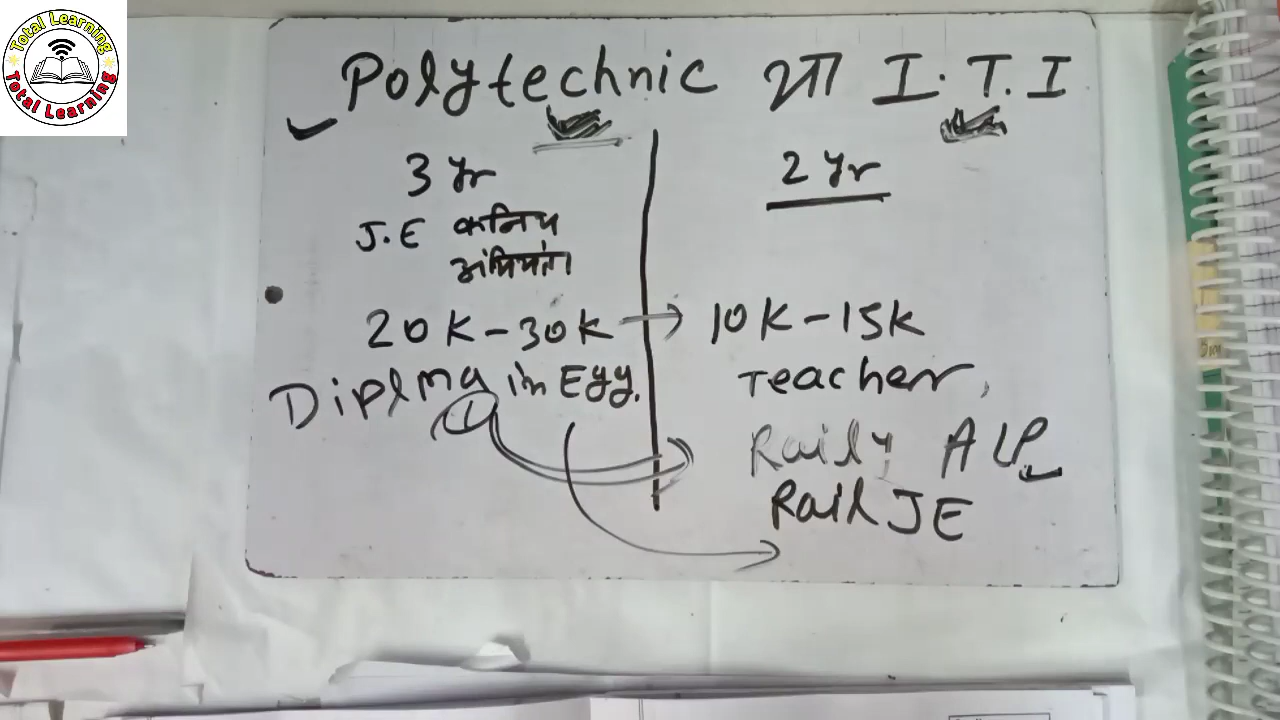 Total Learning
Total Learning
Polytechnic या I.T.I
3 yr
J.E कनिय
अभियंता
20K-30K
Diplma in Egy.
2 yr
10K-15K
Teacher,
Raily ALP
Rail JE